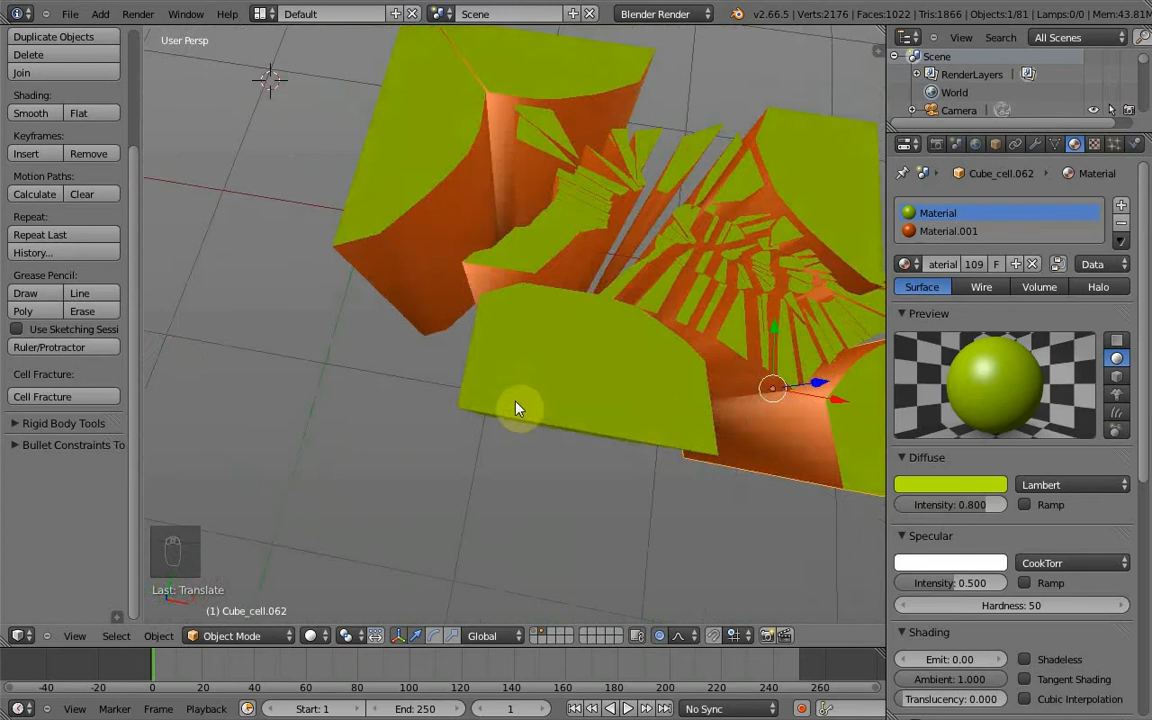 File Add Render Window Help Default Scene Blender Render v2.66.5 | Verts:2176 | Faces:1022 | Tris:1866 | Objects:1/81 | Lamps:0/0 | Mem:43.81M
Duplicate Objects
Delete
Join
Shading:
Smooth Flat
Keyframes:
Insert Remove
Motion Paths:
Calculate Clear
Repeat:
Repeat Last
History...
Grease Pencil:
Draw Line
Poly Erase
Use Sketching Sessi
Ruler/Protractor
Cell Fracture:
Cell Fracture
Rigid Body Tools
Bullet Constraints To
User Persp
Last: Translate
(1) Cube_cell.062
View Select Object Object Mode Global
View Search All Scenes
Scene
RenderLayers
World
Camera
Cube_cell.062 Material
Material
Material.001
aterial 109 F Data
Surface Wire Volume Halo
Preview
Diffuse
Lambert
Intensity: 0.800 Ramp
Specular
CookTorr
Intensity: 0.500 Ramp
Hardness: 50
Shading
Emit: 0.00 Shadeless
Ambient: 1.000 Tangent Shading
Translucency: 0.000 Cubic Interpolation
-40 -20 0 20 40 60 80 100 120 140 160 180 200 220 240 260
View Marker Frame Playback Start: 1 End: 250 1 No Sync